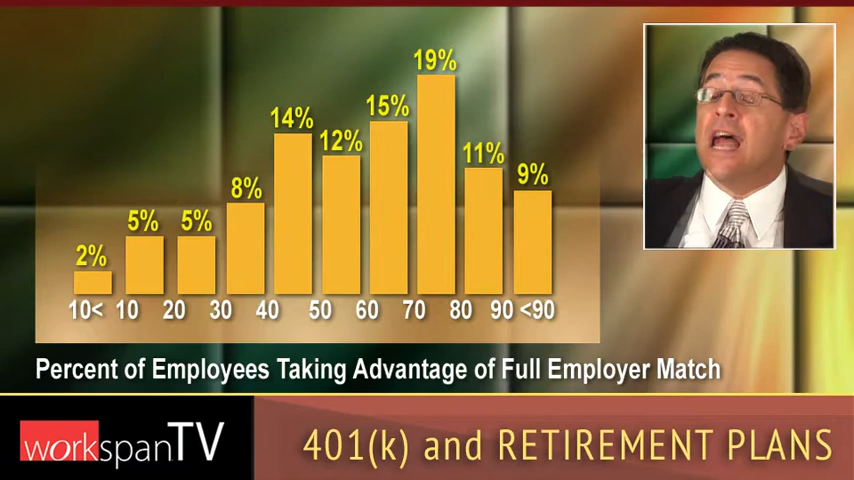 19%
15%
14%
12%
11%
9%
8%
5%
5%
2%
10< 10 20 30 40 50 60 70 80 90 <90
Percent of Employees Taking Advantage of Full Employer Match
workspanTV
401(k) and RETIREMENT PLANS